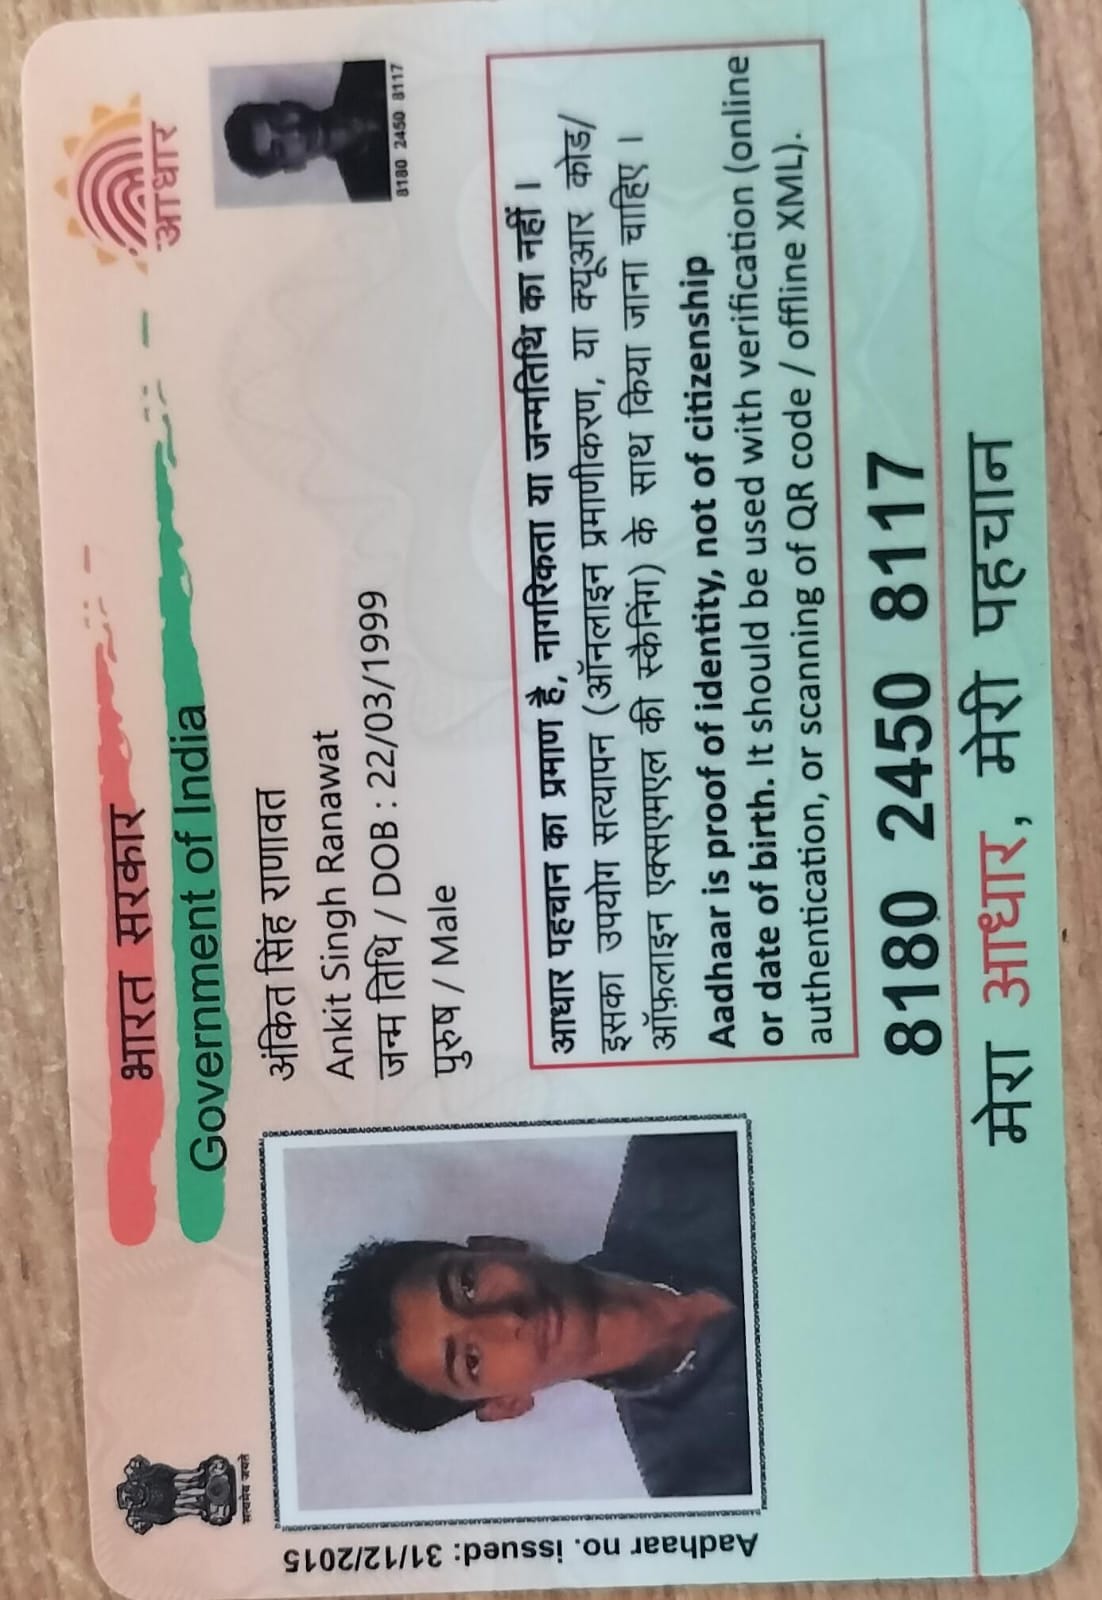 भारत सरकार
Government of India
आधार
सत्यमेव जयते
अंकित सिंह राणावत
Ankit Singh Ranawat
जन्म तिथि / DOB : 22/03/1999
पुरुष / Male
8180 2450 8117
Aadhaar no. issued: 31/12/2015
आधार पहचान का प्रमाण है, नागरिकता या जन्मतिथि का नहीं ।
इसका उपयोग सत्यापन (ऑनलाइन प्रमाणीकरण, या क्यूआर कोड/
ऑफ़लाइन एक्सएमएल की स्कैनिंग) के साथ किया जाना चाहिए ।
Aadhaar is proof of identity, not of citizenship
or date of birth. It should be used with verification (online
authentication, or scanning of QR code / offline XML).
8180 2450 8117
मेरा आधार, मेरी पहचान